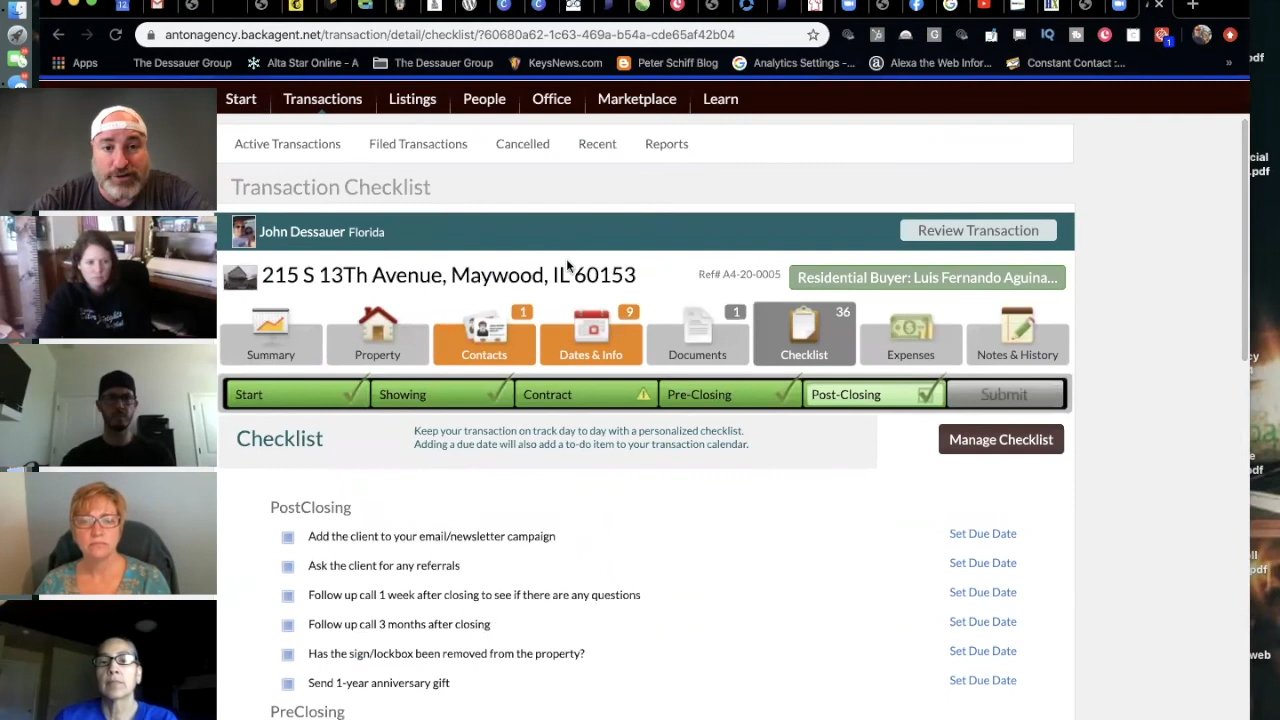 antonagency.backagent.net/transaction/detail/checklist/?60680a62-1c63-469a-b54a-cde65af42b04
1
Apps
The Dessauer Group
Alta Star Online - A
The Dessauer Group
KeysNews.com
Peter Schiff Blog
Analytics Settings -...
Alexa the Web Infor...
Constant Contact :...
»
Start
Transactions
Listings
People
Office
Marketplace
Learn
Active Transactions
Filed Transactions
Cancelled
Recent
Reports
Transaction Checklist
John Dessauer Florida
Review Transaction
215 S 13Th Avenue, Maywood, IL 60153
Ref# A4-20-0005
Residential Buyer: Luis Fernando Aguina...
Summary
Property
1
Contacts
9
Dates & Info
1
Documents
36
Checklist
Expenses
Notes & History
Start
Showing
Contract
Pre-Closing
Post-Closing
Submit
Checklist
Keep your transaction on track day to day with a personalized checklist.
Adding a due date will also add a to-do item to your transaction calendar.
Manage Checklist
PostClosing
Add the client to your email/newsletter campaign
Set Due Date
Ask the client for any referrals
Set Due Date
Follow up call 1 week after closing to see if there are any questions
Set Due Date
Follow up call 3 months after closing
Set Due Date
Has the sign/lockbox been removed from the property?
Set Due Date
Send 1-year anniversary gift
Set Due Date
PreClosing